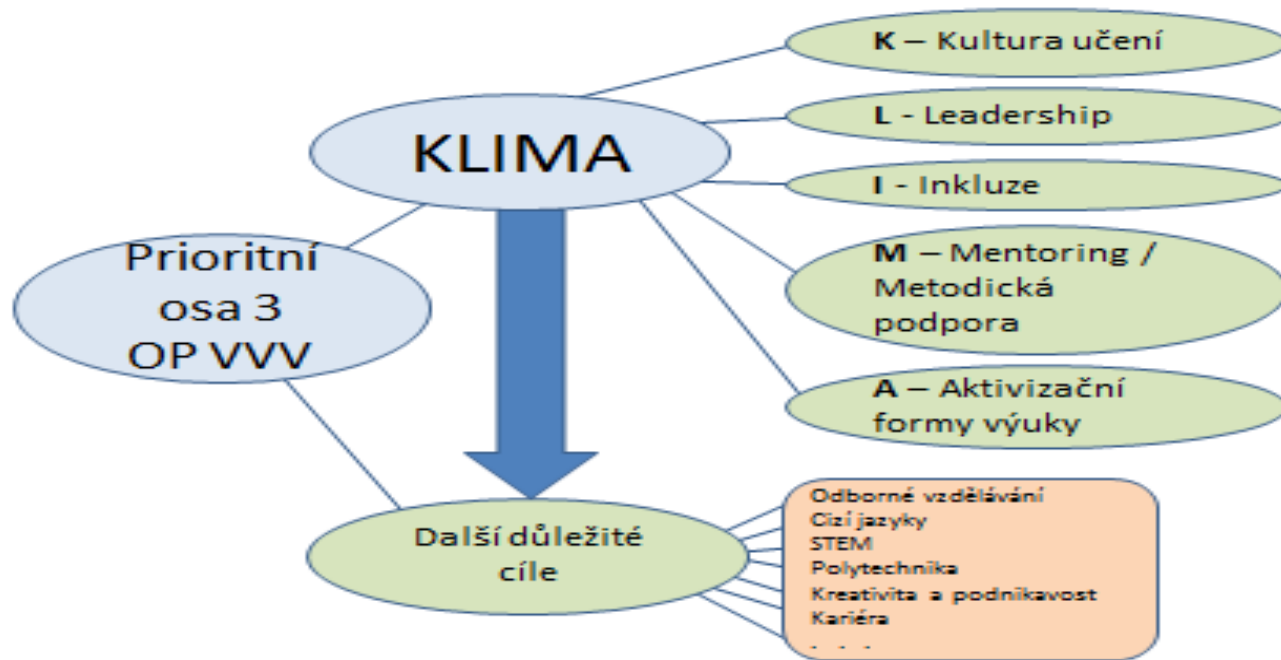 K – Kultura učení
L - Leadership
I - Inkluze
M – Mentoring /
Metodická
podpora
A – Aktivizační
formy výuky
KLIMA
Prioritní
osa 3
OP VVV
Další důležité
cíle
Odborné vzdělávání
Cizí jazyky
STEM
Polytechnika
Kreativita a podnikavost
Kariéra
. . .